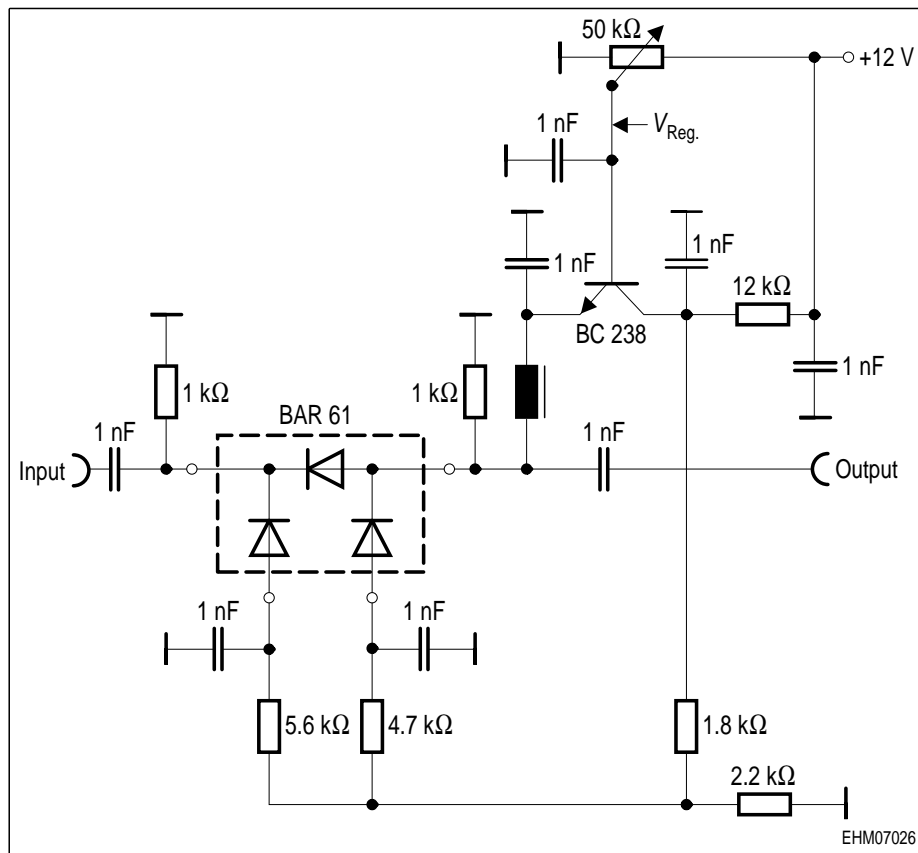 50 kΩ
+12 V
1 nF
V Reg.
1 nF
1 nF
12 kΩ
BC 238
1 kΩ
1 kΩ
1 nF
BAR 61
1 nF
1 nF
Input
Output
1 nF
1 nF
5.6 kΩ
4.7 kΩ
1.8 kΩ
2.2 kΩ
EHM07026